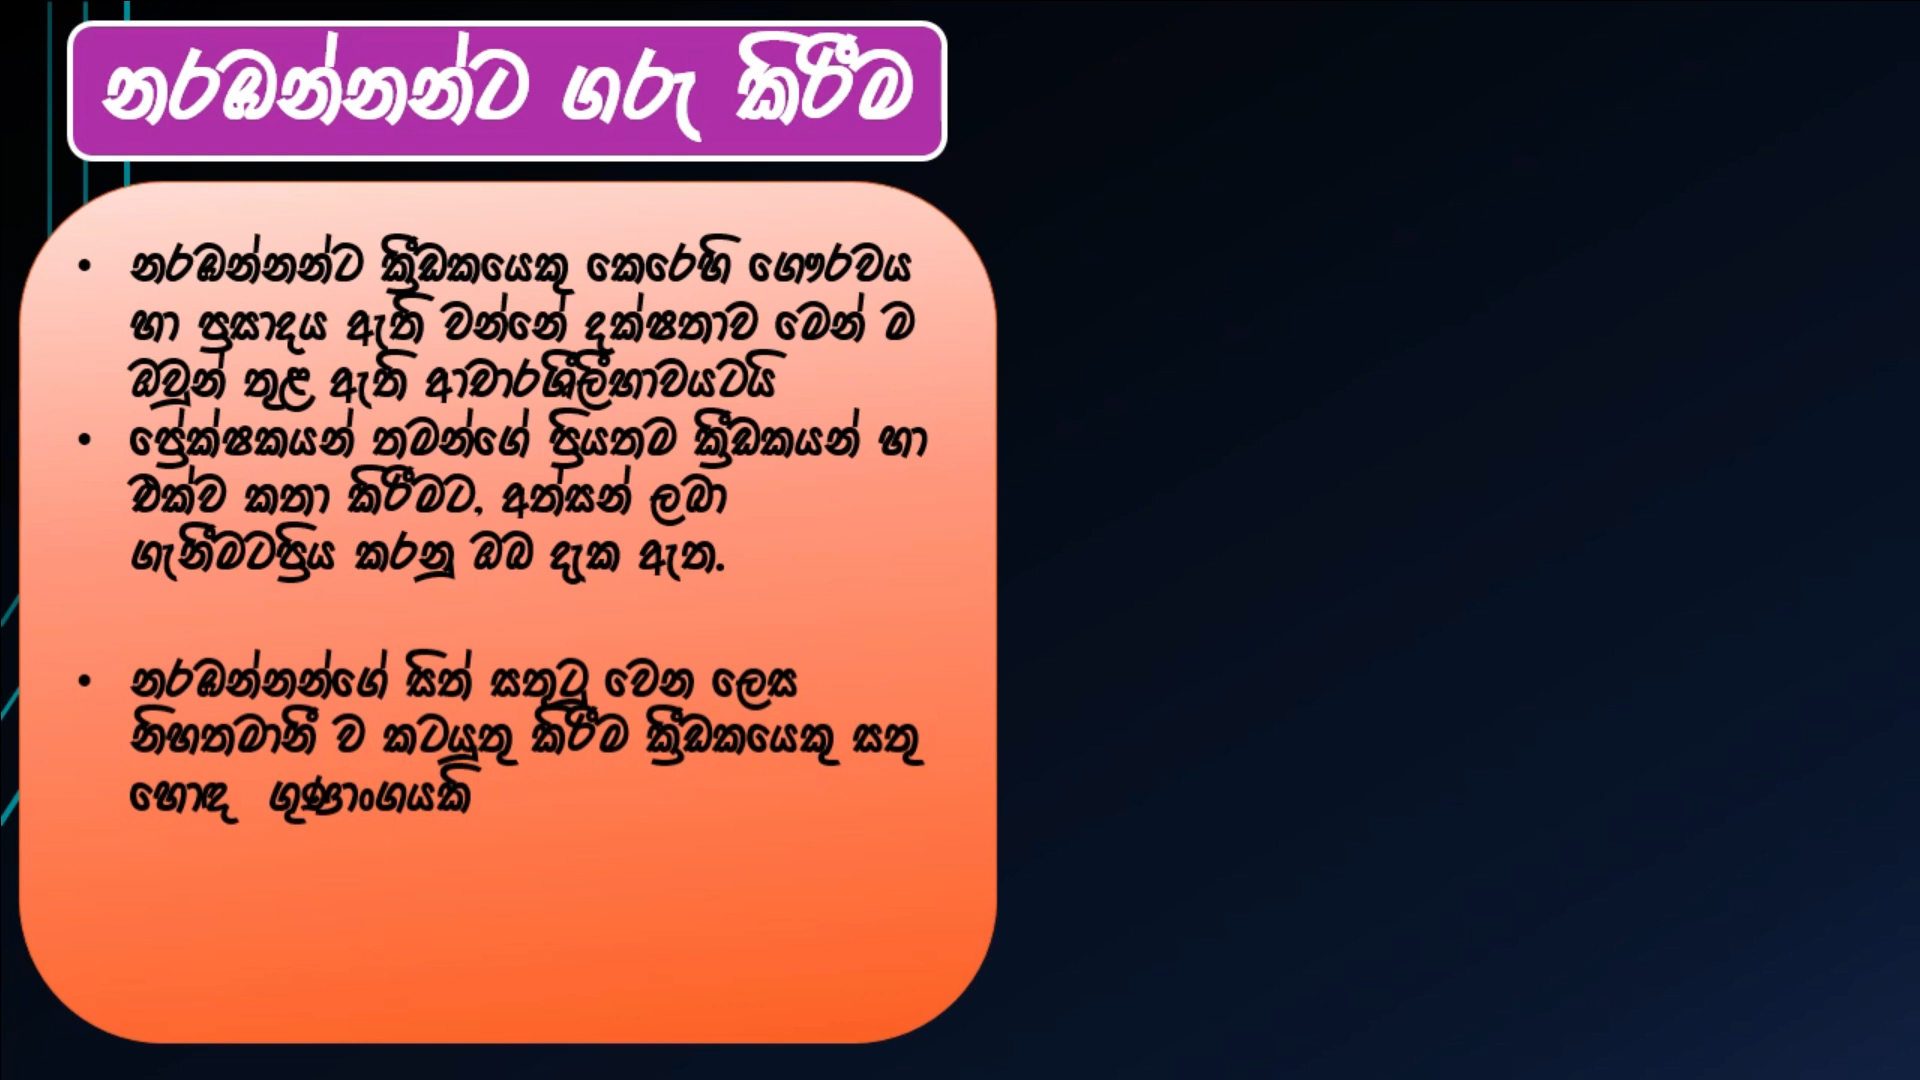 නරඹන්නන්ට ගරු කිරීම
• නරඹන්නන්ට ක්‍රීඩකයෙකු කෙරෙහි ගෞරවය
හා ප්‍රසාදය ඇති වන්නේ දක්ෂතාව මෙන් ම
ඔවුන් තුළ ඇති ආචාරශීලීභාවයටයි
• ප්‍රේක්ෂකයන් තමන්ගේ ප්‍රියතම ක්‍රීඩකයන් හා
එක්ව කතා කිරීමට, අත්සන් ලබා
ගැනීමටප්‍රිය කරනු ඔබ දැක ඇත.
• නරඹන්නන්ගේ සිත් සතුටු වෙන ලෙස
නිහතමානී ව කටයුතු කිරීම ක්‍රීඩකයෙකු සතු
හොඳ ගුණාංගයකි